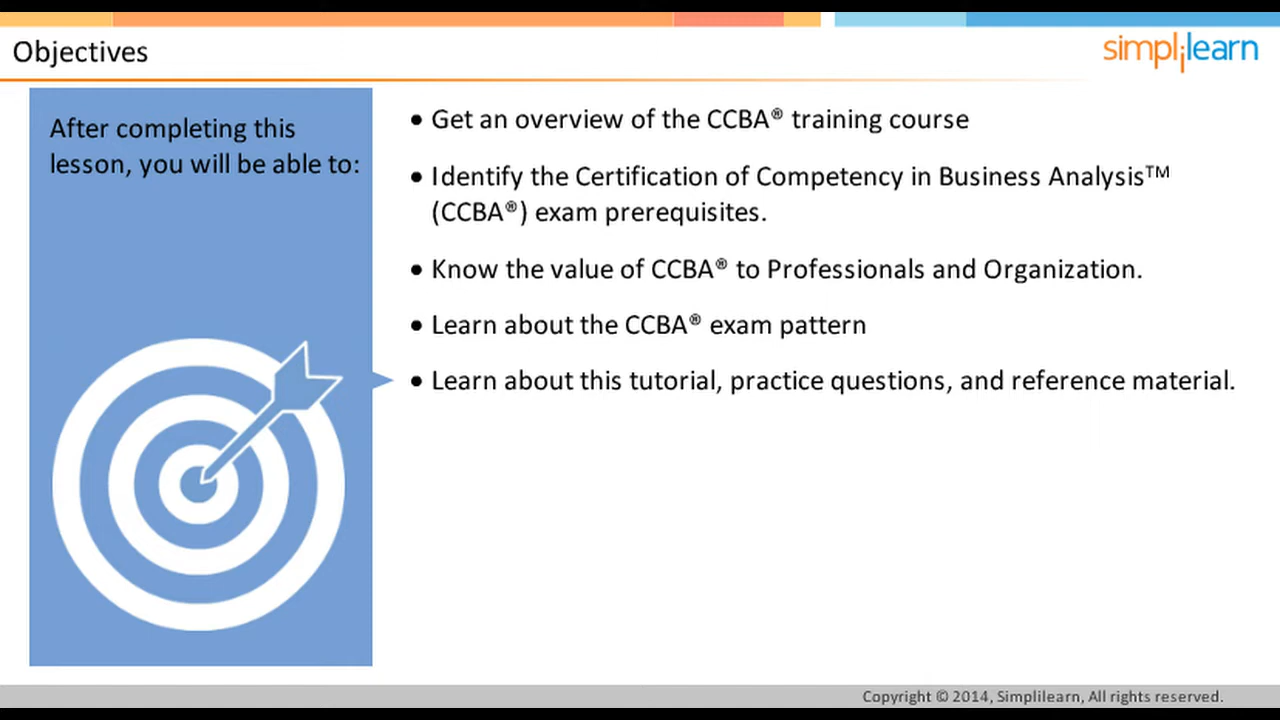 Objectives
simplilearn
After completing this
lesson, you will be able to:
• Get an overview of the CCBA® training course
• Identify the Certification of Competency in Business Analysis™
(CCBA®) exam prerequisites.
• Know the value of CCBA® to Professionals and Organization.
• Learn about the CCBA® exam pattern
• Learn about this tutorial, practice questions, and reference material.
Copyright © 2014, Simplilearn, All rights reserved.